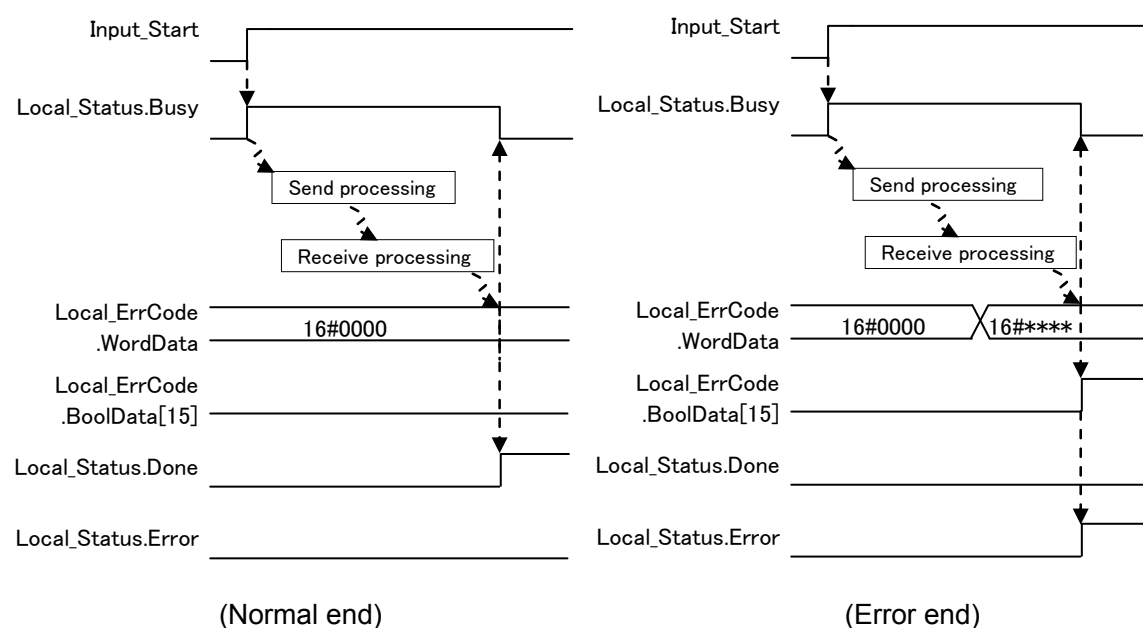 Input_Start
Local_Status.Busy
Send processing
Receive processing
Local_ErrCode
.WordData
16#0000
Local_ErrCode
.BoolData[15]
Local_Status.Done
Local_Status.Error
(Normal end)
Input_Start
Local_Status.Busy
Send processing
Receive processing
Local_ErrCode
.WordData
16#0000
16#****
Local_ErrCode
.BoolData[15]
Local_Status.Done
Local_Status.Error
(Error end)